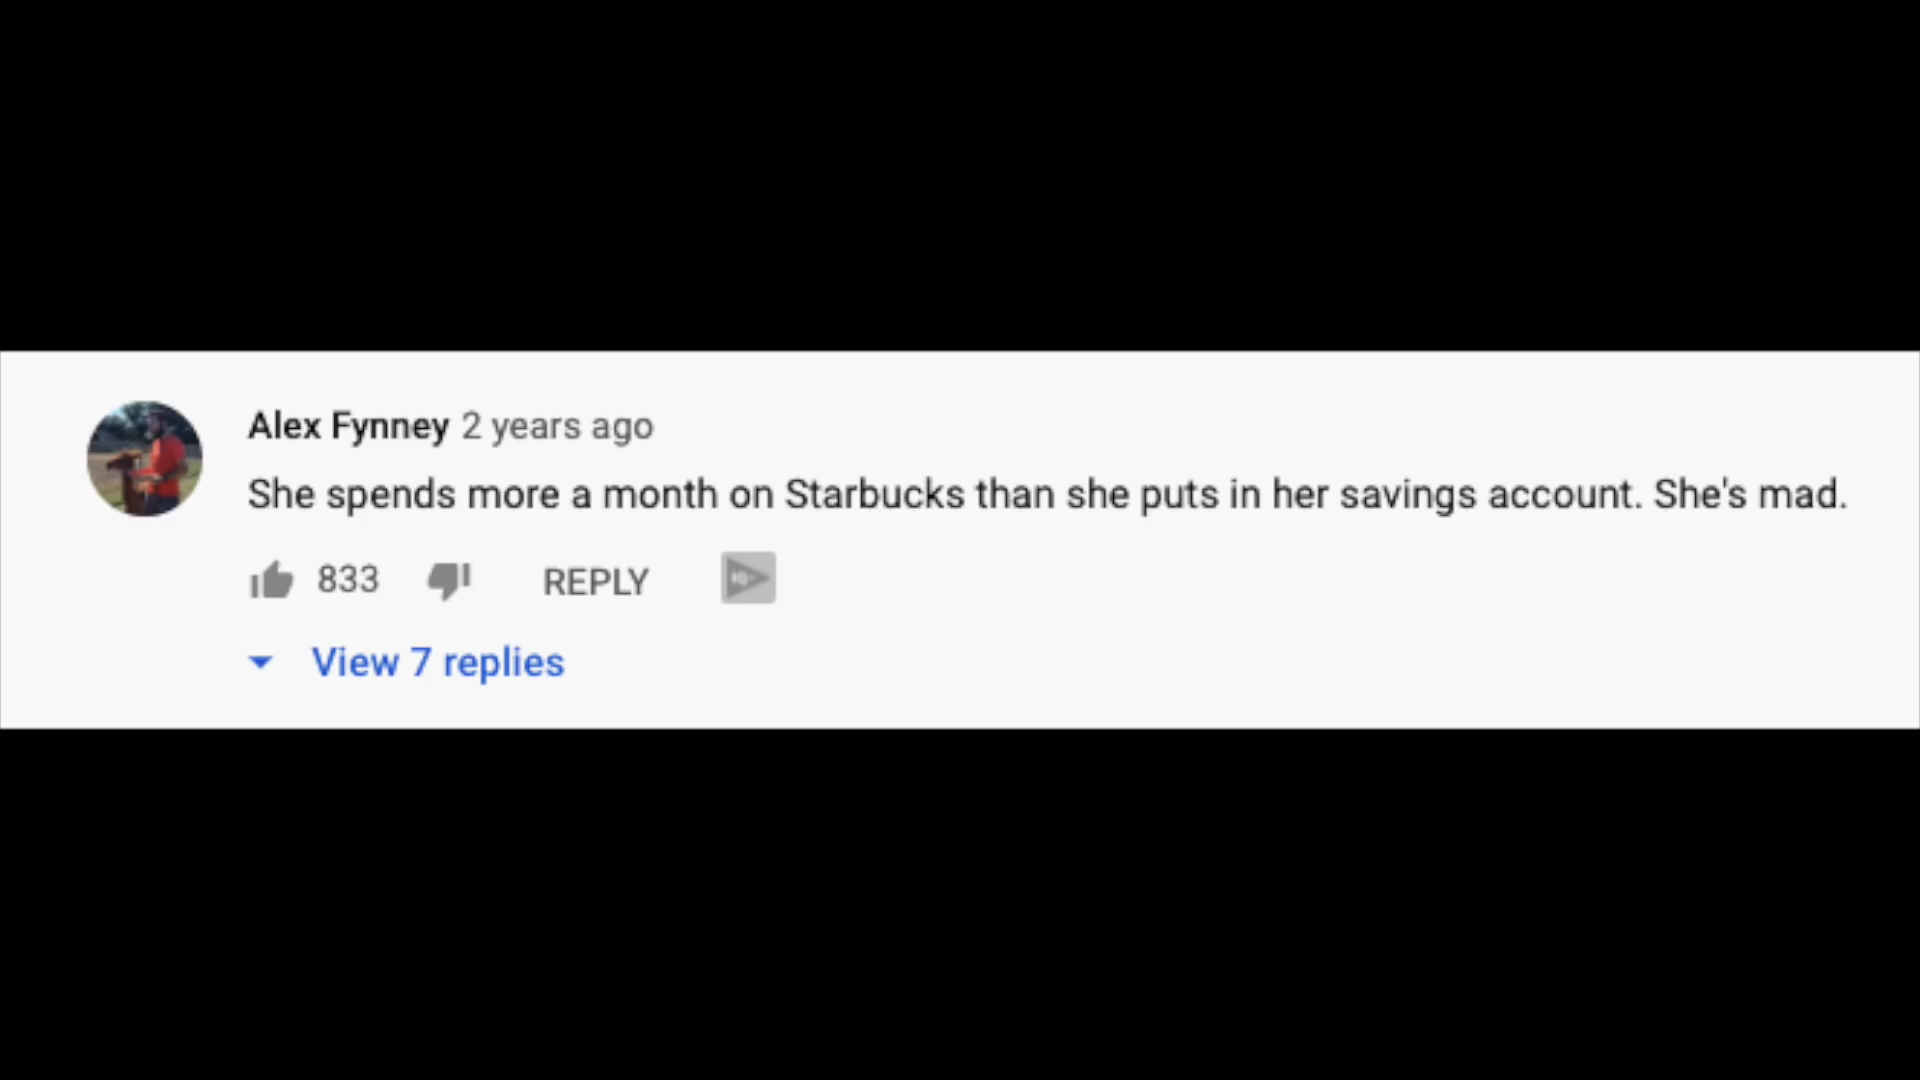 Alex Fynney 2 years ago
She spends more a month on Starbucks than she puts in her savings account. She's mad.
833 REPLY
View 7 replies